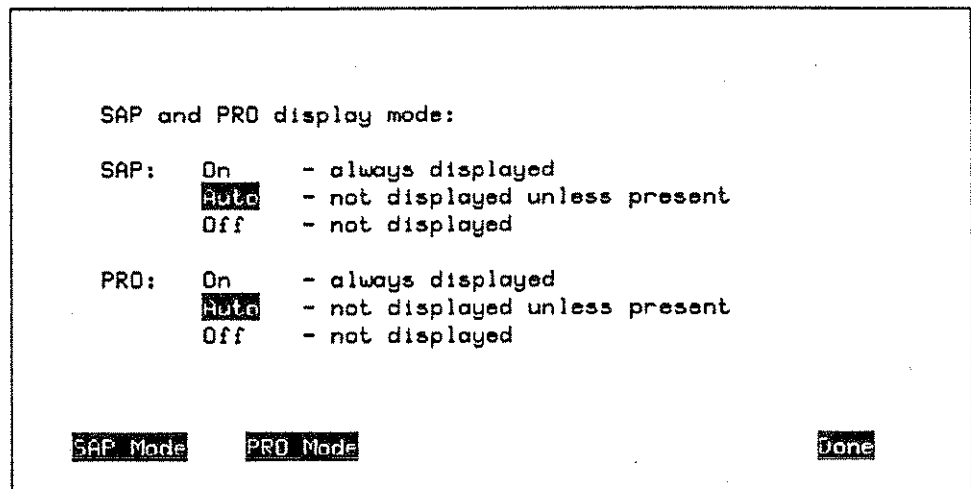 SAP and PRO display mode:
SAP: On - always displayed
Auto - not displayed unless present
Off - not displayed
PRO: On - always displayed
Auto - not displayed unless present
Off - not displayed
SAP Mode PRO Mode Done